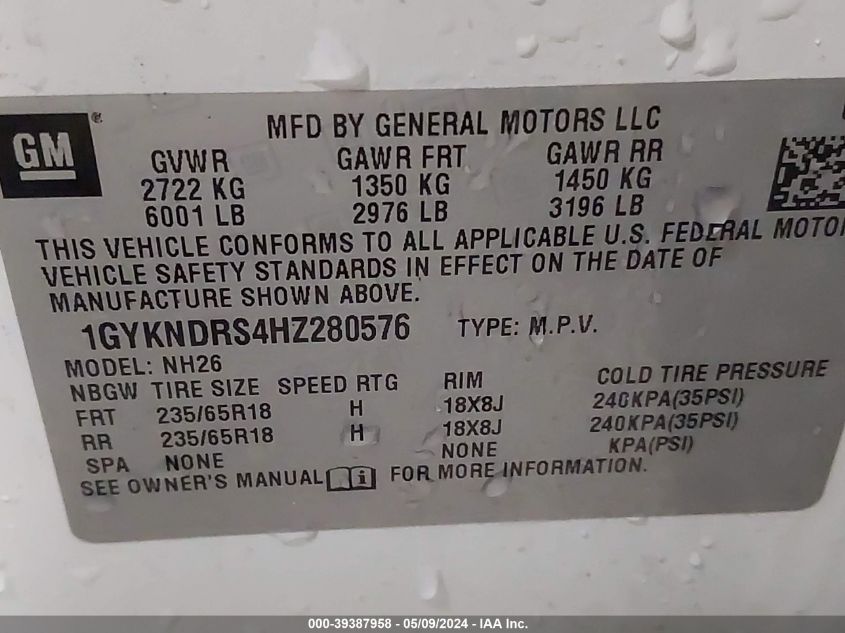 GM ®
MFD BY GENERAL MOTORS LLC
GVWR GAWR FRT GAWR RR
2722 KG 1350 KG 1450 KG
6001 LB 2976 LB 3196 LB
THIS VEHICLE CONFORMS TO ALL APPLICABLE U.S. FEDERAL MOTOR
VEHICLE SAFETY STANDARDS IN EFFECT ON THE DATE OF
MANUFACTURE SHOWN ABOVE.
1GYKNDRS4HZ280576 TYPE: M.P.V.
MODEL: NH26
NBGW TIRE SIZE SPEED RTG RIM COLD TIRE PRESSURE
FRT 235/65R18 H 18X8J 240KPA(35PSI)
RR 235/65R18 H 18X8J 240KPA(35PSI)
SPA NONE NONE KPA(PSI)
SEE OWNER'S MANUAL i FOR MORE INFORMATION.
000-39387958 - 05/09/2024 - IAA Inc.